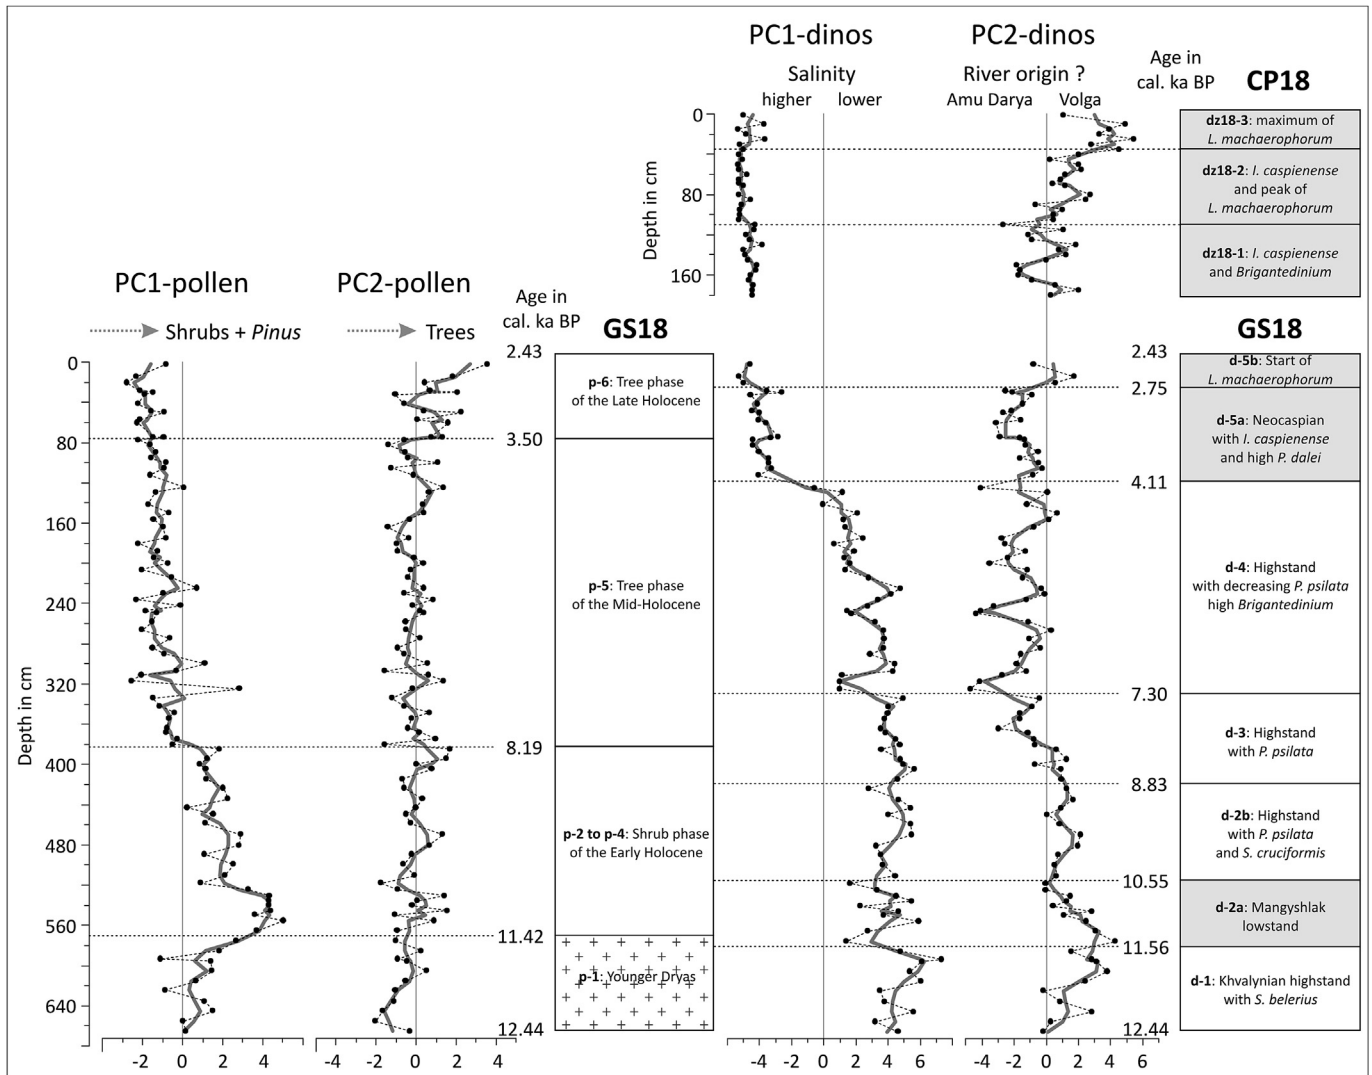 PC1-dinos
PC2-dinos
Salinity
higher lower
River origin ?
Amu Darya Volga
Age in
cal. ka BP
CP18
0
80
160
Depth in cm
dz18-3: maximum of
L. machaerophorum
dz18-2: I. caspienense
and peak of
L. machaerophorum
dz18-1: I. caspienense
and Brigantedinium
PC1-pollen
PC2-pollen
Shrubs + Pinus
Trees
Age in
cal. ka BP
GS18
GS18
0
80
160
240
320
400
480
560
640
Depth in cm
2.43
3.50
8.19
11.42
12.44
p-6: Tree phase
of the Late Holocene
p-5: Tree phase
of the Mid-Holocene
p-2 to p-4: Shrub phase
of the Early Holocene
p-1: Younger Dryas
2.43
2.75
4.11
7.30
8.83
10.55
11.56
12.44
d-5b: Start of
L. machaerophorum
d-5a: Neocaspian
with I. caspienense
and high P. dalei
d-4: Highstand
with decreasing P. psilata
high Brigantedinium
d-3: Highstand
with P. psilata
d-2b: Highstand
with P. psilata
and S. cruciformis
d-2a: Mangyshlak
lowstand
d-1: Khvalynian highstand
with S. belerius
-2 0 2 4
-4 -2 0 2 4
-4 0 4
-4 -2 0 2 4 6